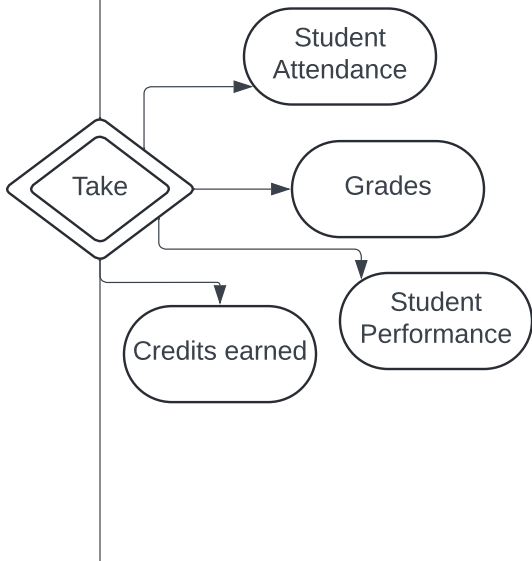 Student
Attendance
Take
Grades
Student
Performance
Credits earned